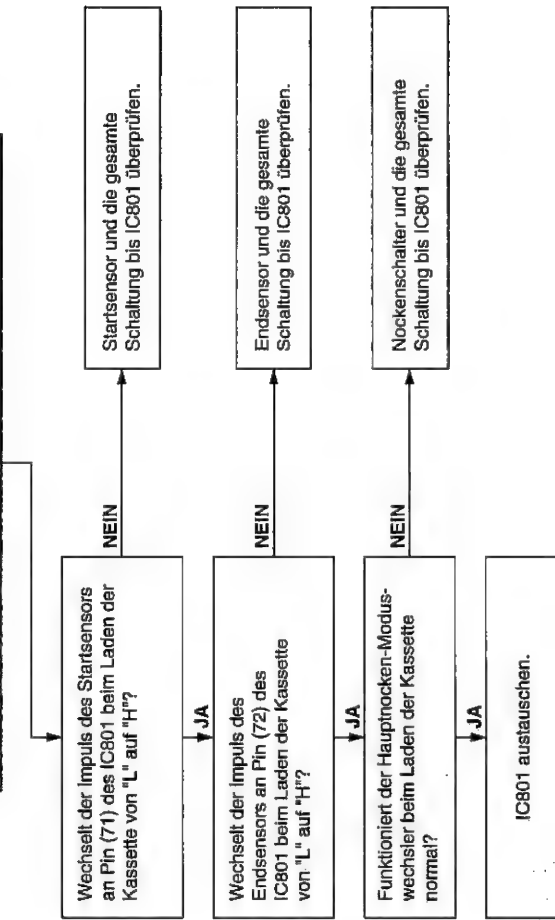 Wechselt der Impuls des Startsensors
an Pin (71) des IC801 beim Laden der
Kassette von "L" auf "H"?
NEIN
Startsensor und die gesamte
Schaltung bis IC801 überprüfen.
JA
Wechselt der Impuls des
Endsensors an Pin (72) des
IC801 beim Laden der Kassette
von "L" auf "H"?
NEIN
Endsensor und die gesamte
Schaltung bis IC801 überprüfen.
JA
Funktioniert der Hauptnocken-Modus-
wechsler beim Laden der Kassette
normal?
NEIN
Nockenschalter und die gesamte
Schaltung bis IC801 überprüfen.
JA
IC801 austauschen.